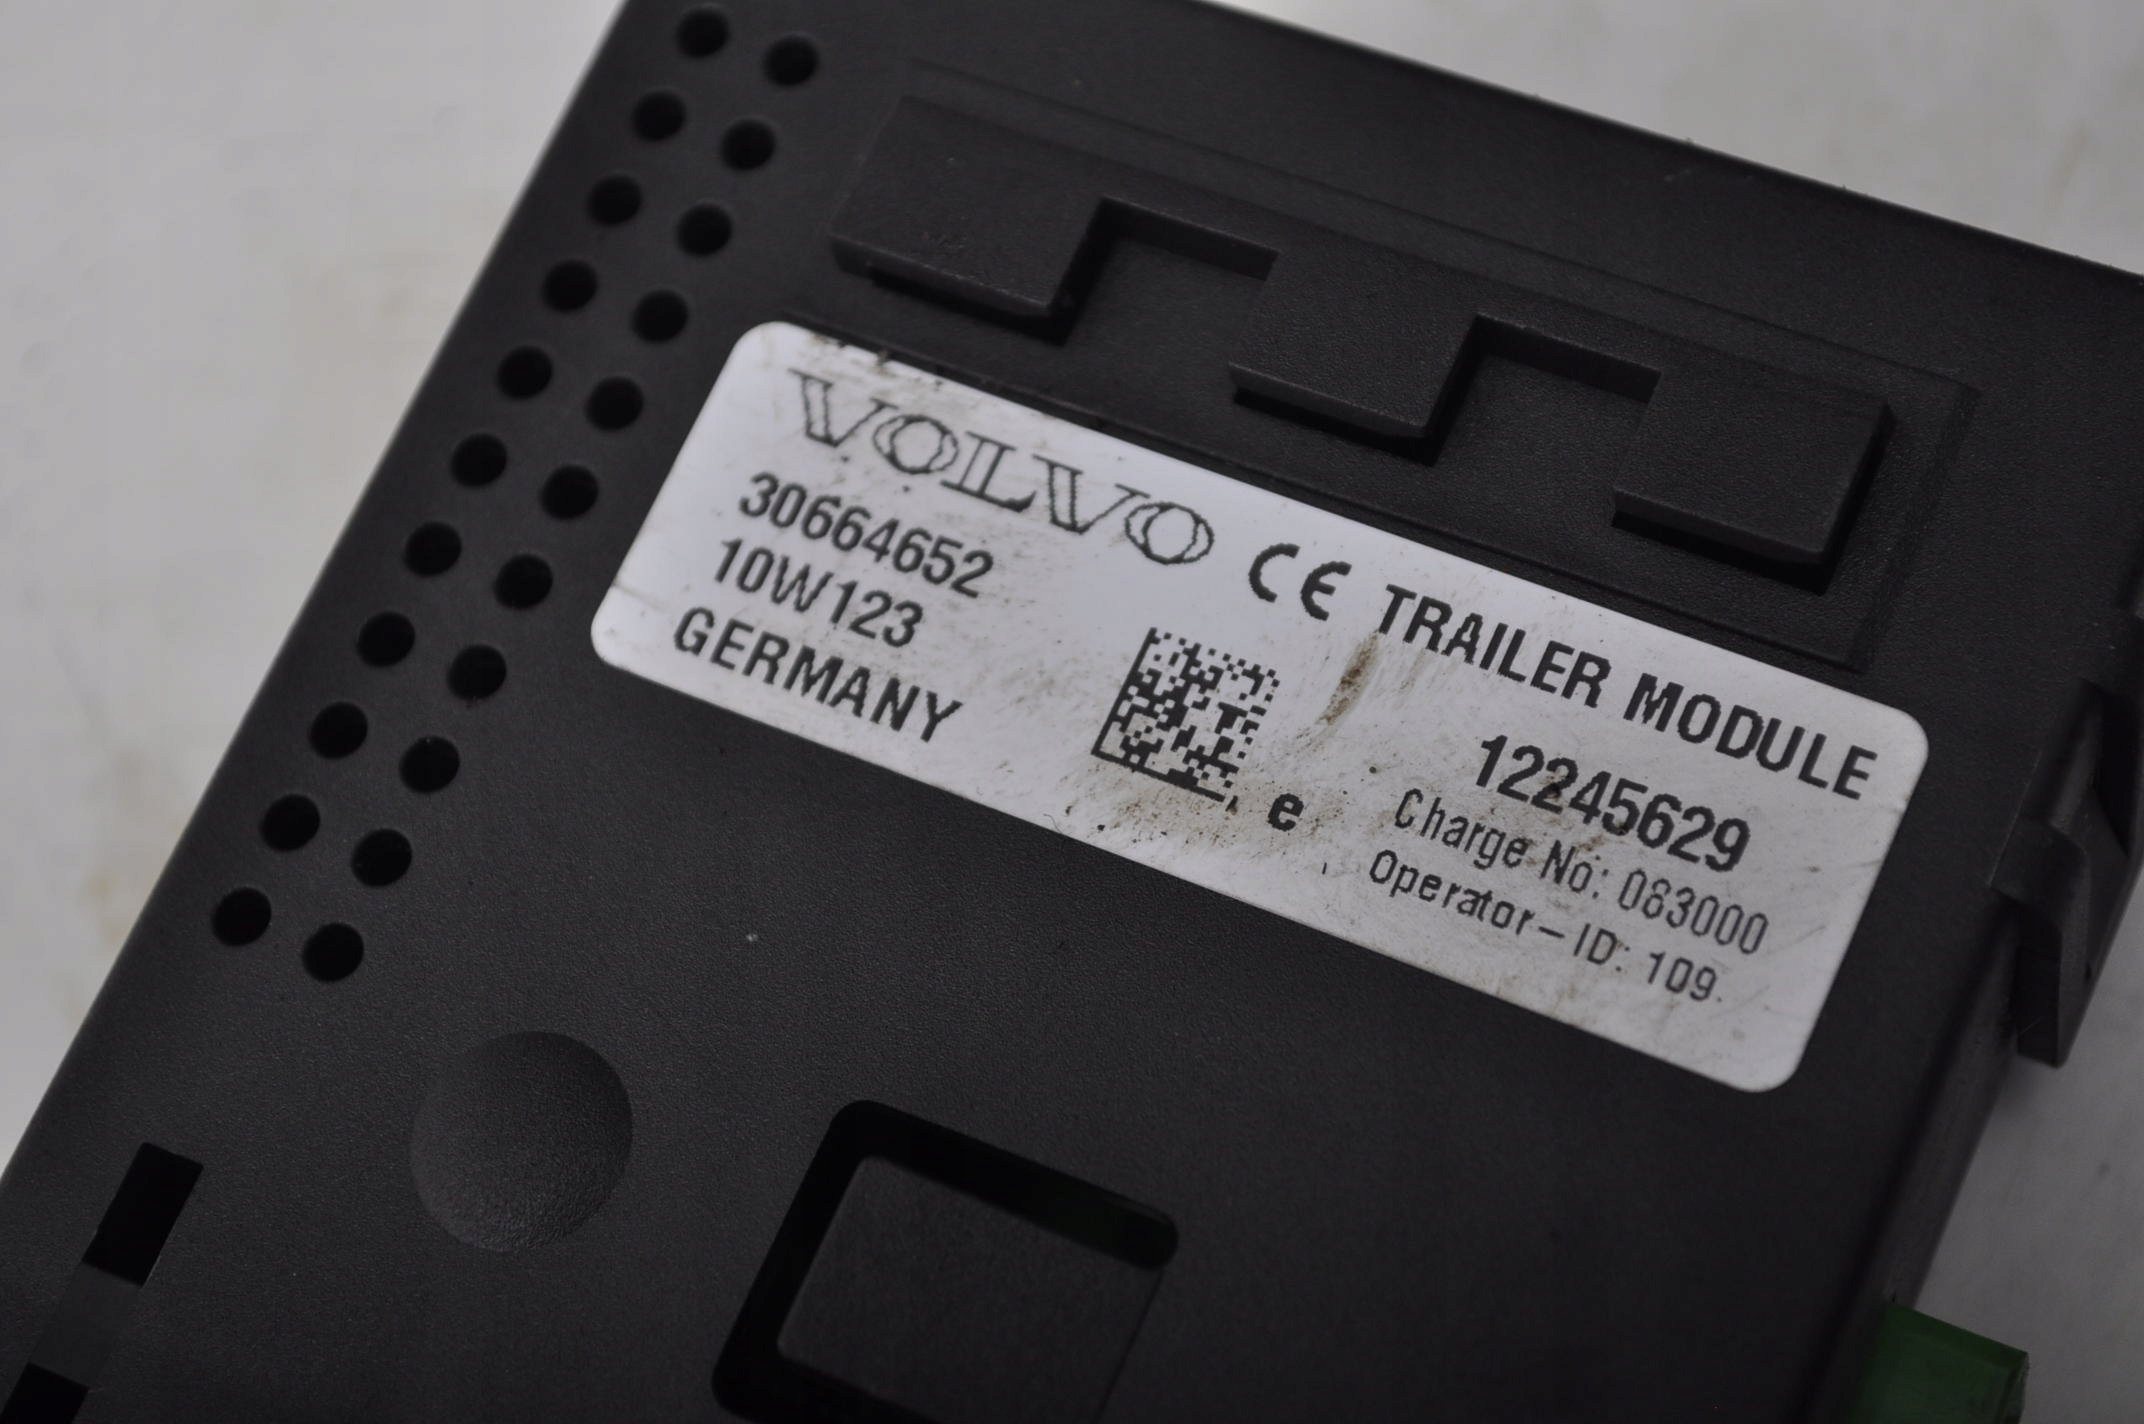 VOLVO
30664652
10W123
GERMANY
CE TRAILER MODULE
12245629
e
Charge No: 083000
Operator-ID: 109.